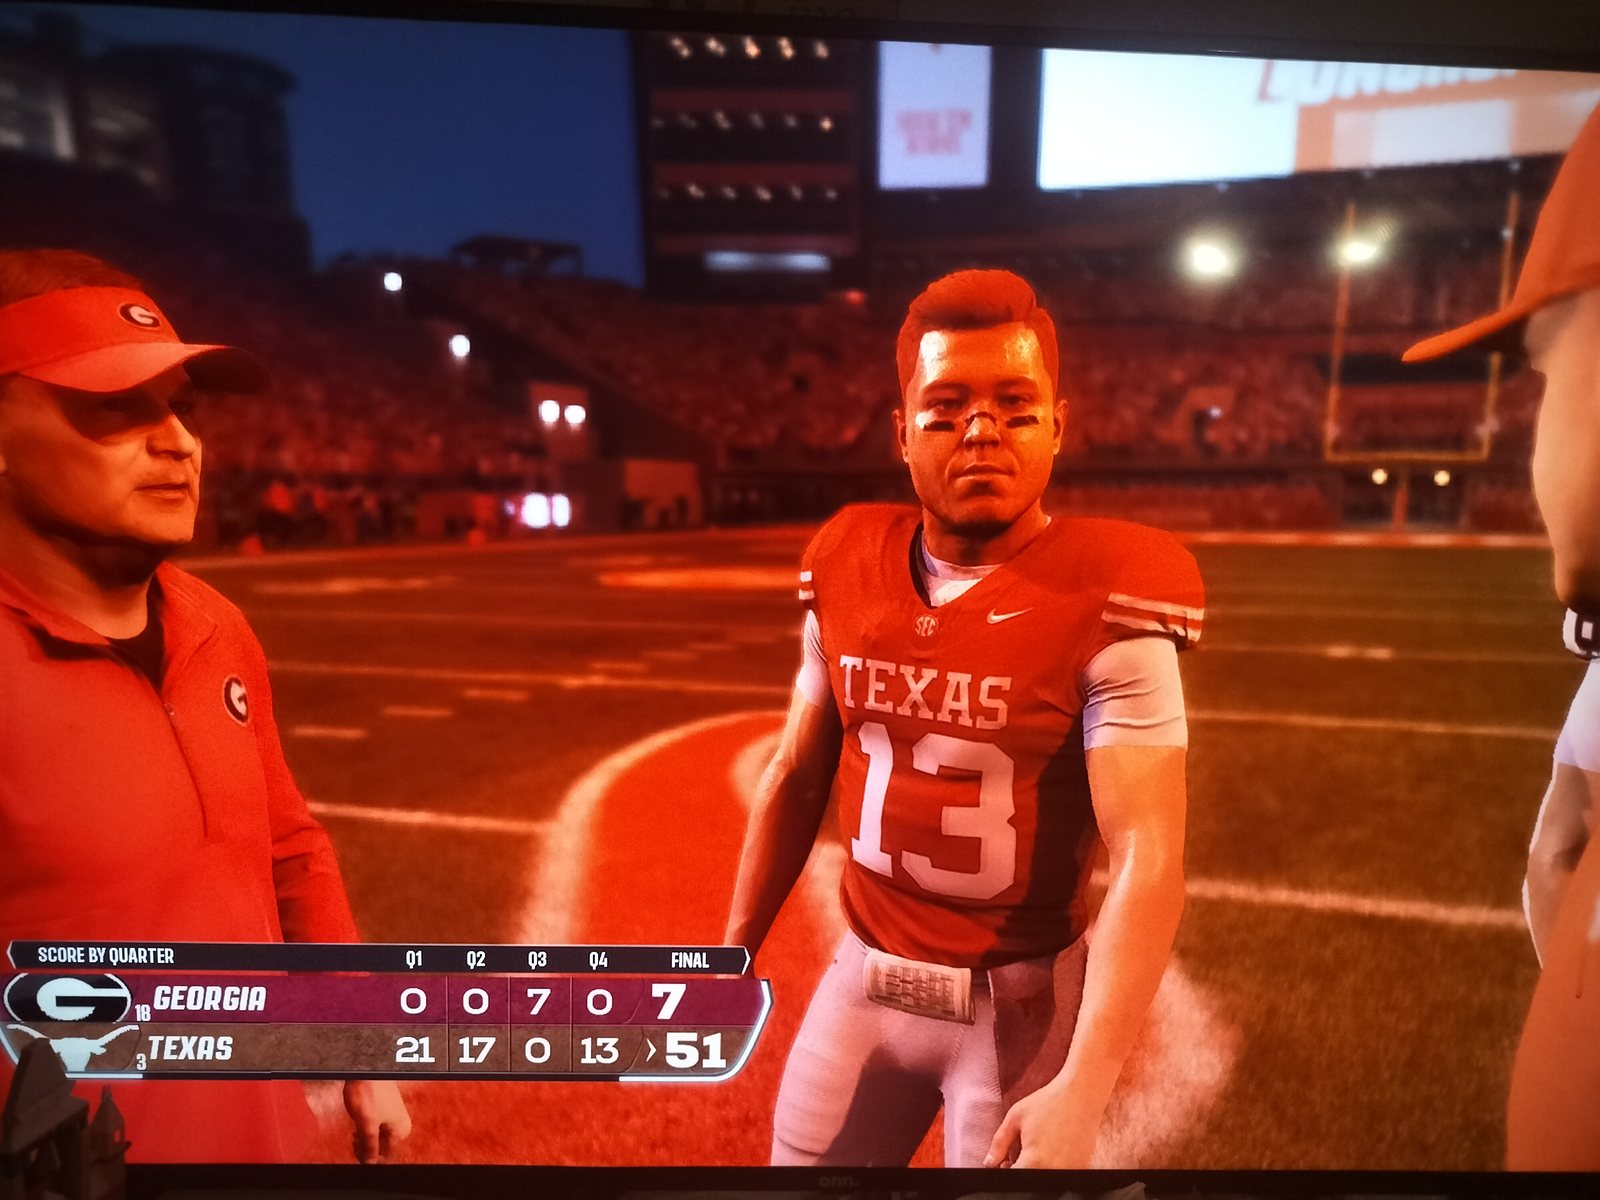 SEC
TEXAS
13
SCORE BY QUARTER Q1 Q2 Q3 Q4 FINAL
G 18 GEORGIA 0 0 7 0 7
3 TEXAS 21 17 0 13 51
onn.